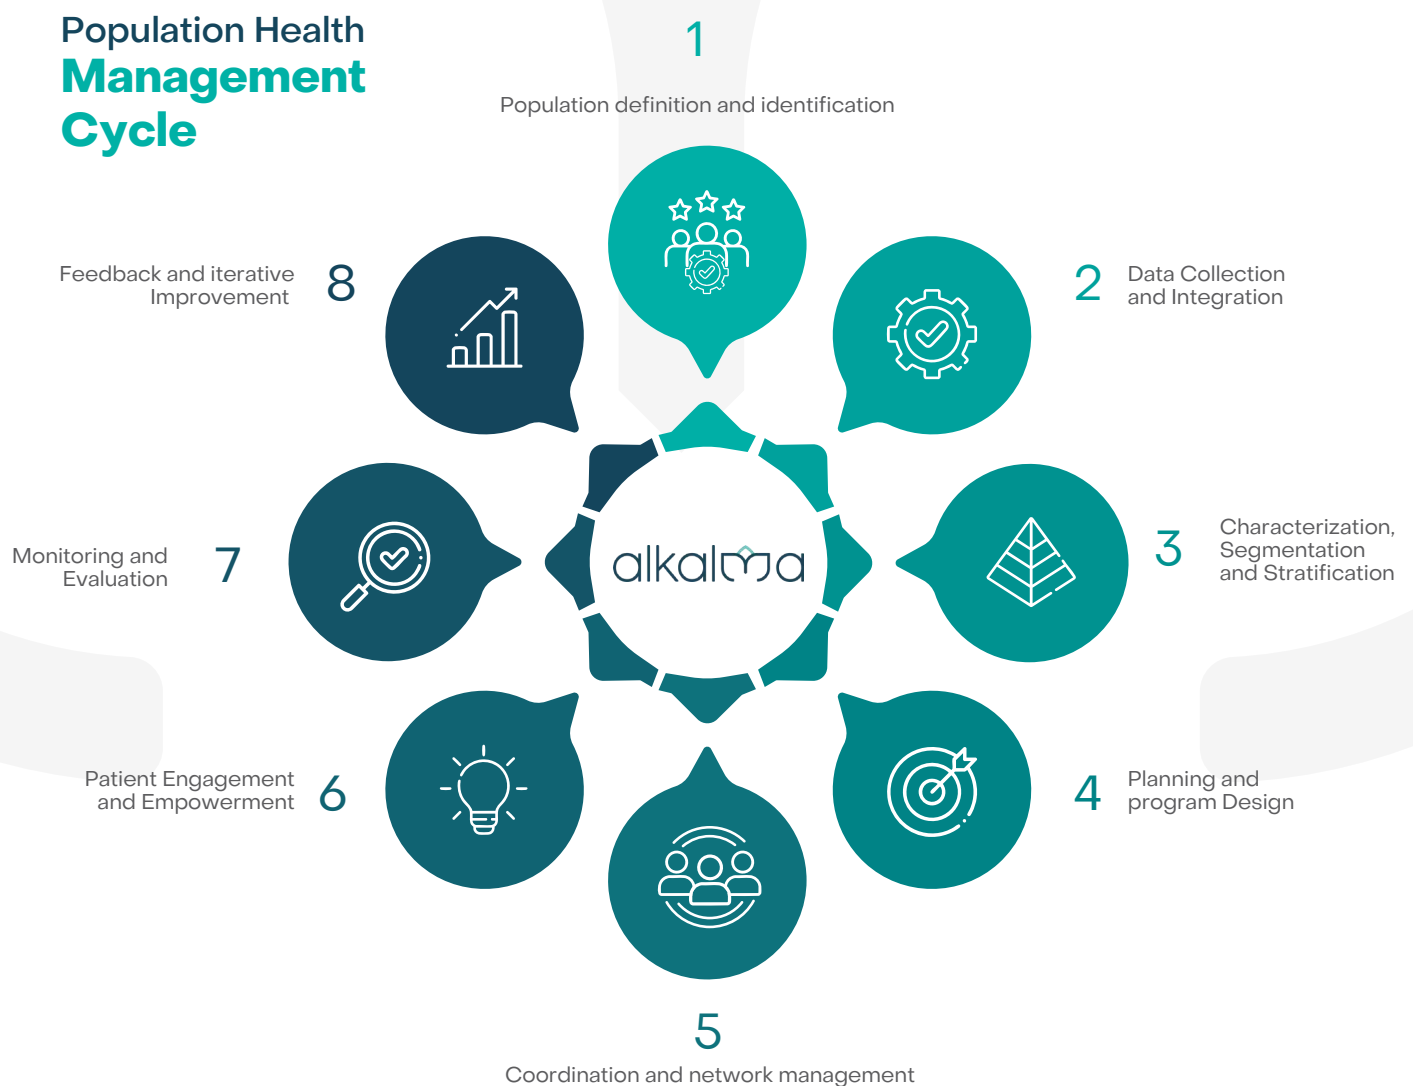 Population Health
Management
Cycle
1
Population definition and identification
2
Data Collection
and Integration
3
Characterization,
Segmentation
and Stratification
4
Planning and
program Design
5
Coordination and network management
6
Patient Engagement
and Empowerment
7
Monitoring and
Evaluation
8
Feedback and iterative
Improvement
alkalma